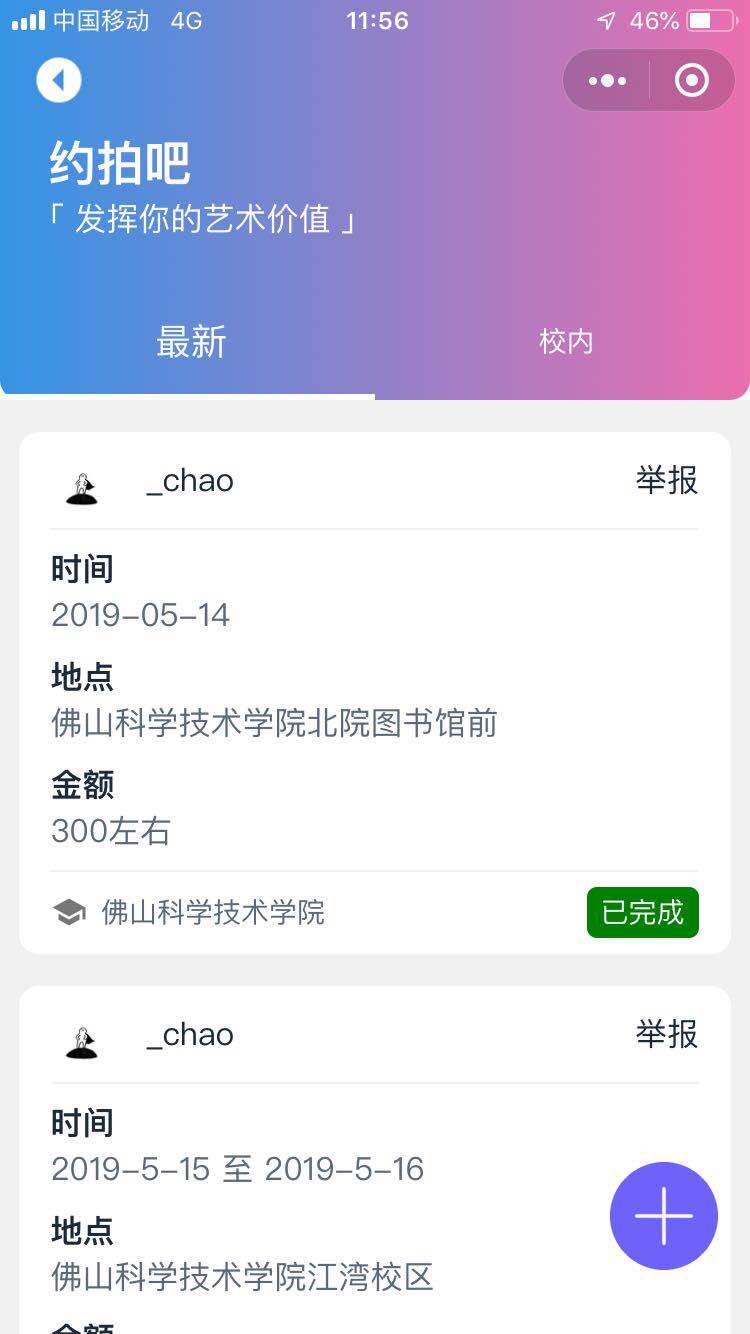 中国移动 4G 11:56 46%
约拍吧
「 发挥你的艺术价值 」
最新 校内
_chao 举报
时间
2019-05-14
地点
佛山科学技术学院北院图书馆前
金额
300左右
佛山科学技术学院 已完成
_chao 举报
时间
2019-5-15 至 2019-5-16
地点
佛山科学技术学院江湾校区
金额